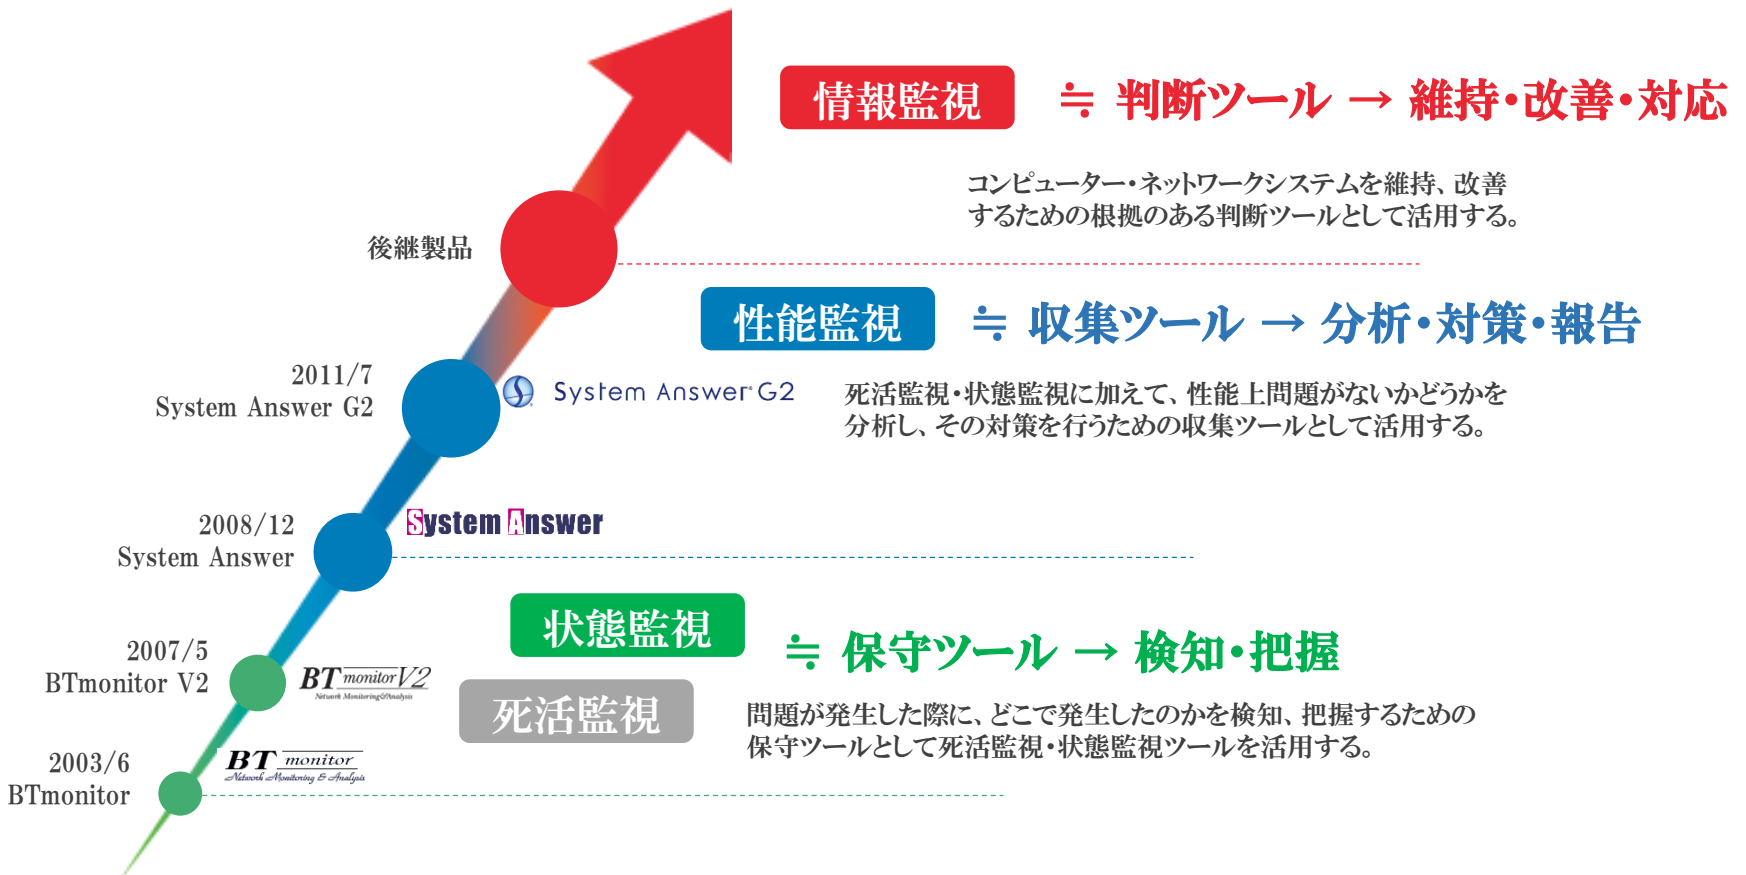 情報監視
≒ 判断ツール → 維持・改善・対応
コンピューター・ネットワークシステムを維持、改善
するための根拠のある判断ツールとして活用する。
後継製品
性能監視
≒ 収集ツール → 分析・対策・報告
2011/7
System Answer G2
System Answer G2
死活監視・状態監視に加えて、性能上問題がないかどうかを
分析し、その対策を行うための収集ツールとして活用する。
2008/12
System Answer
System Answer
状態監視
死活監視
≒ 保守ツール → 検知・把握
2007/5
BTmonitor V2
BT monitor V2
Network Monitoring&Analysis
問題が発生した際に、どこで発生したのかを検知、把握するための
保守ツールとして死活監視・状態監視ツールを活用する。
2003/6
BTmonitor
BT monitor
Network Monitoring & Analysis